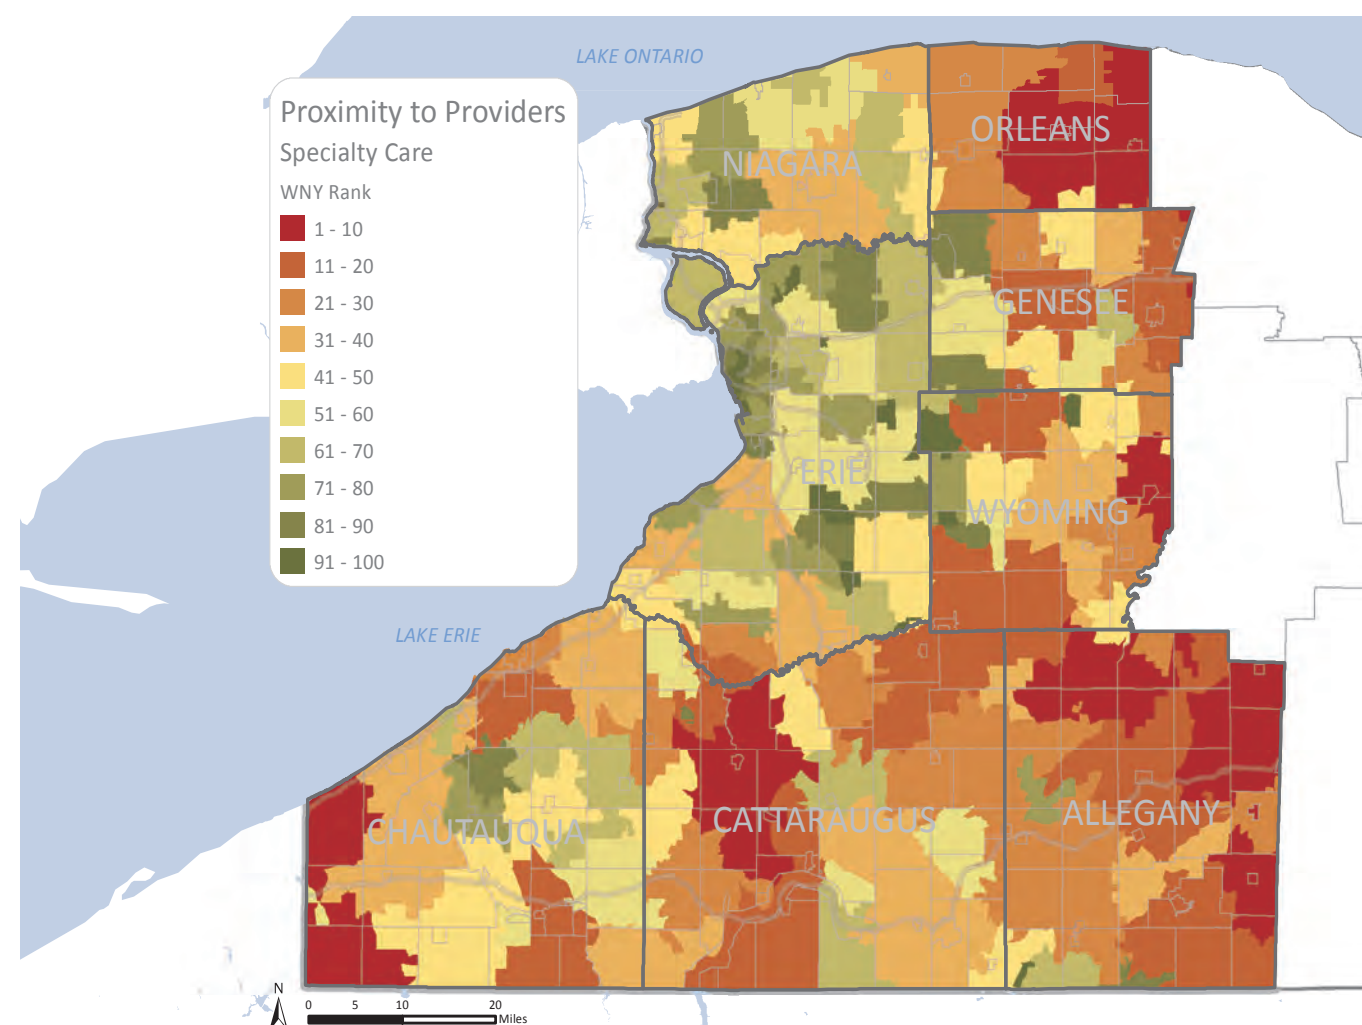 LAKE ONTARIO
Proximity to Providers
Specialty Care
WNY Rank
1 - 10
11 - 20
21 - 30
31 - 40
41 - 50
51 - 60
61 - 70
71 - 80
81 - 90
91 - 100
ORLEANS
NIAGARA
GENESEE
ERIE
WYOMING
LAKE ERIE
CHAUTAUQUA
CATTARAUGUS
ALLEGANY
N
0 5 10 20
Miles